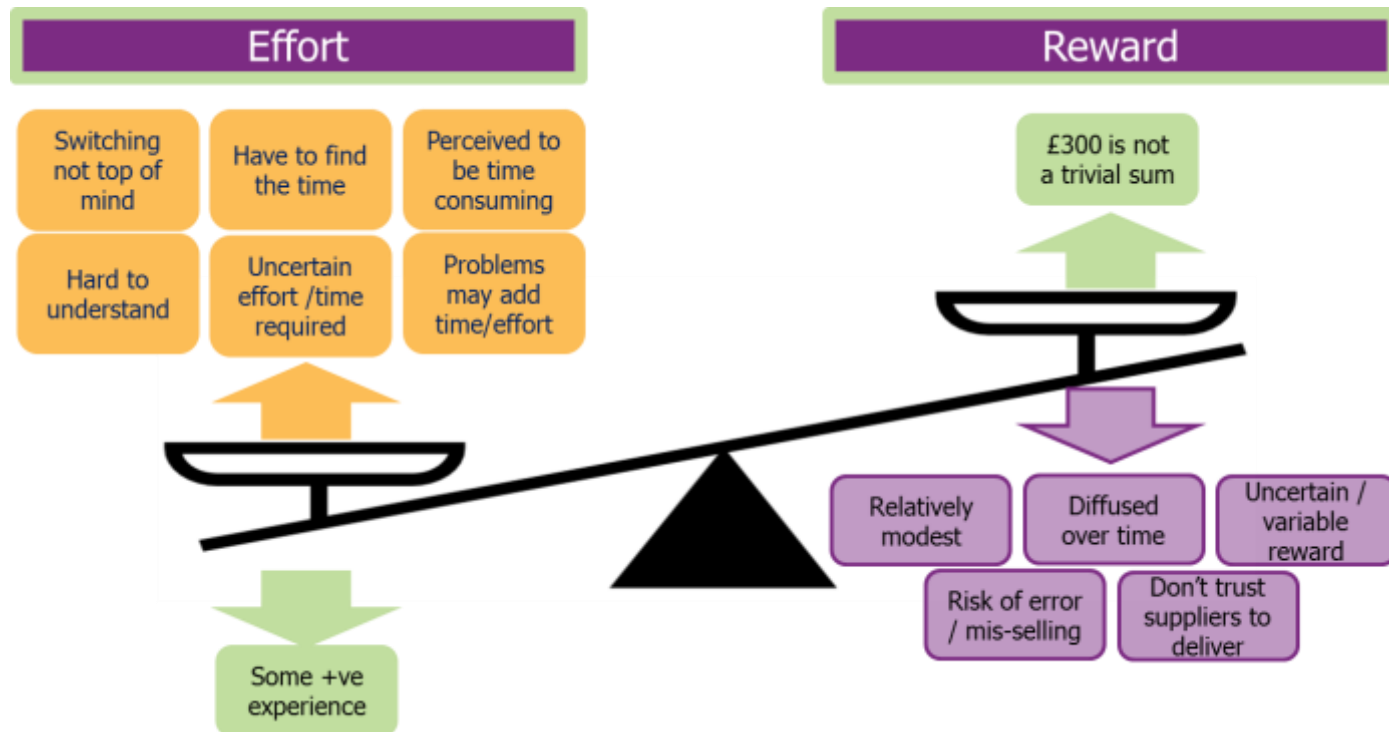 Effort
Reward
Switching
not top of
mind
Have to find
the time
Perceived to
be time
consuming
Hard to
understand
Uncertain
effort /time
required
Problems
may add
time/effort
£300 is not
a trivial sum
Relatively
modest
Diffused
over time
Uncertain /
variable
reward
Risk of error
/ mis-selling
Don't trust
suppliers to
deliver
Some +ve
experience